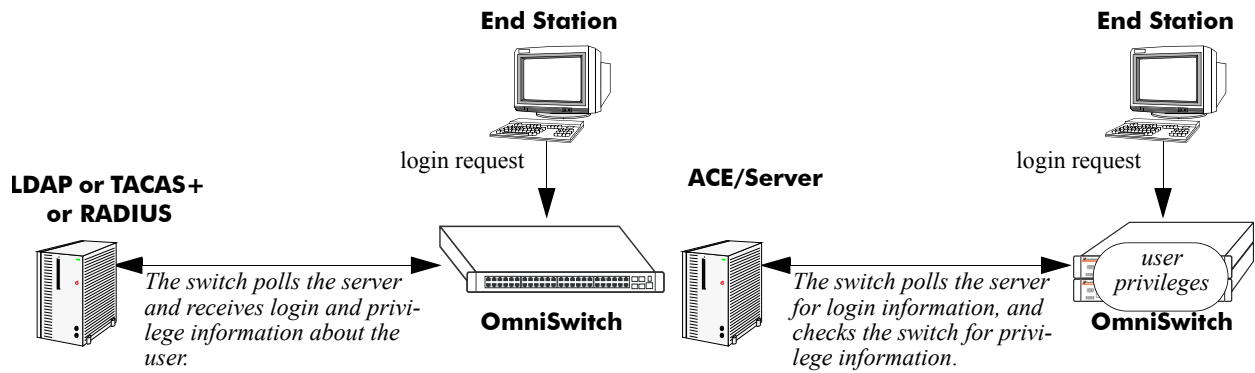 End Station
login request
LDAP or TACAS+
or RADIUS
The switch polls the server
and receives login and privi-
lege information about the
user.
OmniSwitch
End Station
login request
ACE/Server
user
privileges
The switch polls the server
for login information, and
checks the switch for privi-
lege information.
OmniSwitch